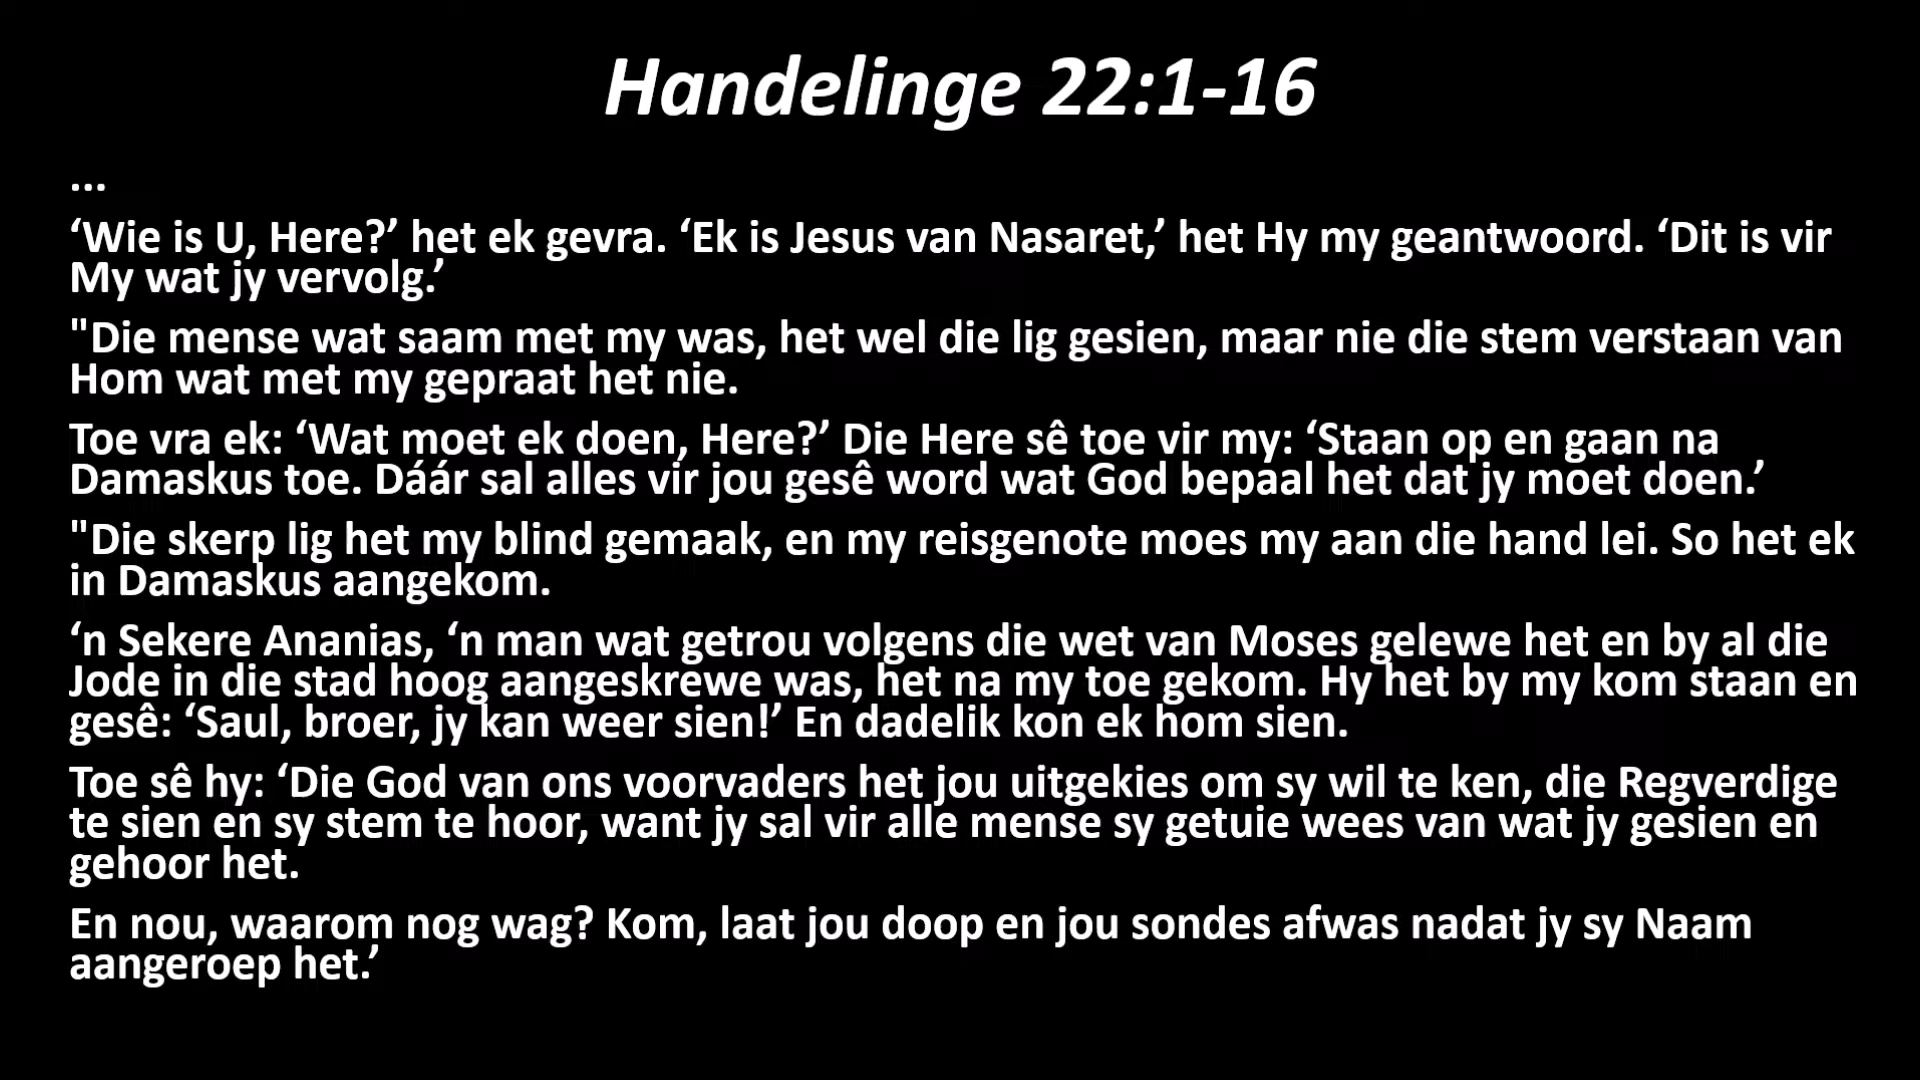 Handelinge 22:1-16
...
‘Wie is U, Here?’ het ek gevra. ‘Ek is Jesus van Nasaret,’ het Hy my geantwoord. ‘Dit is vir
My wat jy vervolg.’
"Die mense wat saam met my was, het wel die lig gesien, maar nie die stem verstaan van
Hom wat met my gepraat het nie.
Toe vra ek: ‘Wat moet ek doen, Here?’ Die Here sê toe vir my: ‘Staan op en gaan na
Damaskus toe. Dáár sal alles vir jou gesê word wat God bepaal het dat jy moet doen.’
"Die skerp lig het my blind gemaak, en my reisgenote moes my aan die hand lei. So het ek
in Damaskus aangekom.
‘n Sekere Ananias, ‘n man wat getrou volgens die wet van Moses gelewe het en by al die
Jode in die stad hoog aangeskrewe was, het na my toe gekom. Hy het by my kom staan en
gesê: ‘Saul, broer, jy kan weer sien!’ En dadelik kon ek hom sien.
Toe sê hy: ‘Die God van ons voorvaders het jou uitgekies om sy wil te ken, die Regverdige
te sien en sy stem te hoor, want jy sal vir alle mense sy getuie wees van wat jy gesien en
gehoor het.
En nou, waarom nog wag? Kom, laat jou doop en jou sondes afwas nadat jy sy Naam
aangeroep het.’